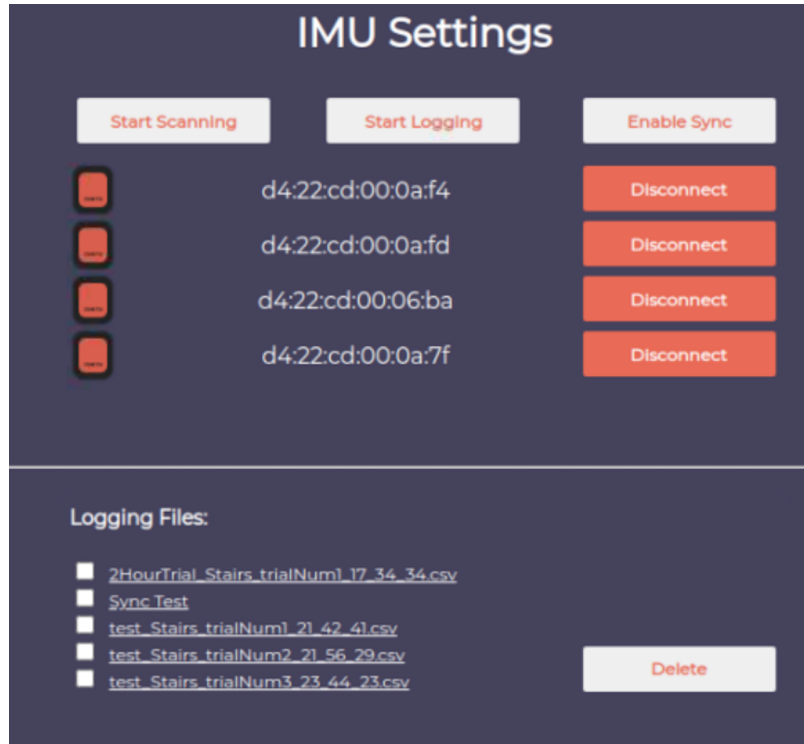 IMU Settings
Start Scanning Start Logging Enable Sync
d4:22:cd:00:0a:f4 Disconnect
d4:22:cd:00:0a:fd Disconnect
d4:22:cd:00:06:ba Disconnect
d4:22:cd:00:0a:7f Disconnect
Logging Files:
2HourTrial_Stairs_trialNum1_17_34_34.csv
Sync Test
test_Stairs_trialNum1_21_42_41.csv
test_Stairs_trialNum2_21_56_29.csv
test_Stairs_trialNum3_23_44_23.csv
Delete